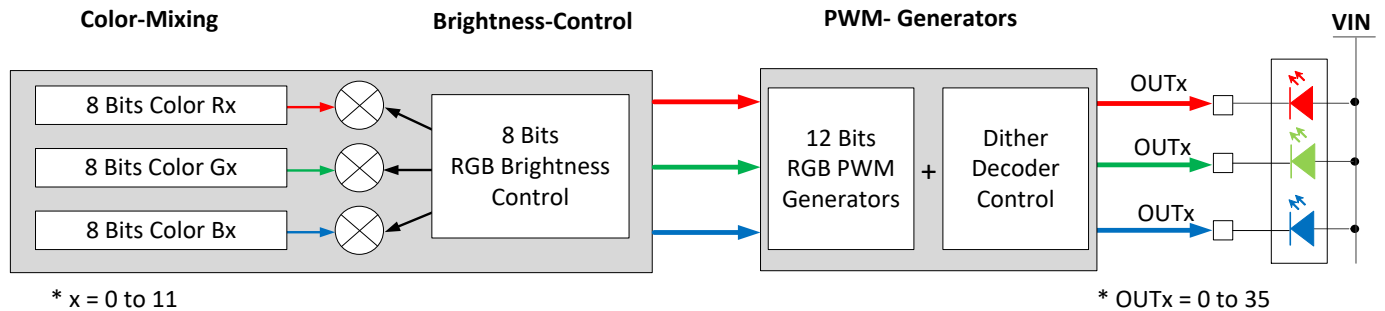 Color-Mixing
Brightness-Control
PWM- Generators
VIN
8 Bits Color Rx
8 Bits Color Gx
8 Bits Color Bx
8 Bits
RGB Brightness
Control
12 Bits
RGB PWM
Generators
+
Dither
Decoder
Control
OUTx
OUTx
OUTx
* x = 0 to 11
* OUTx = 0 to 35